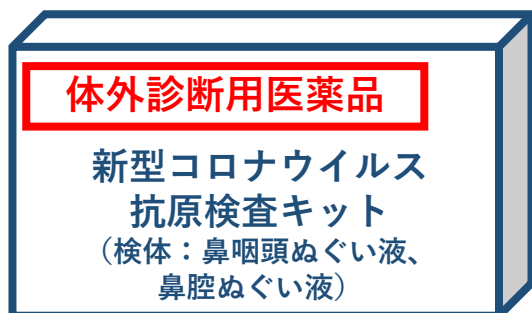 体外診断用医薬品
新型コロナウイルス
抗原検査キット
（検体：鼻咽頭ぬぐい液、
鼻腔ぬぐい液）